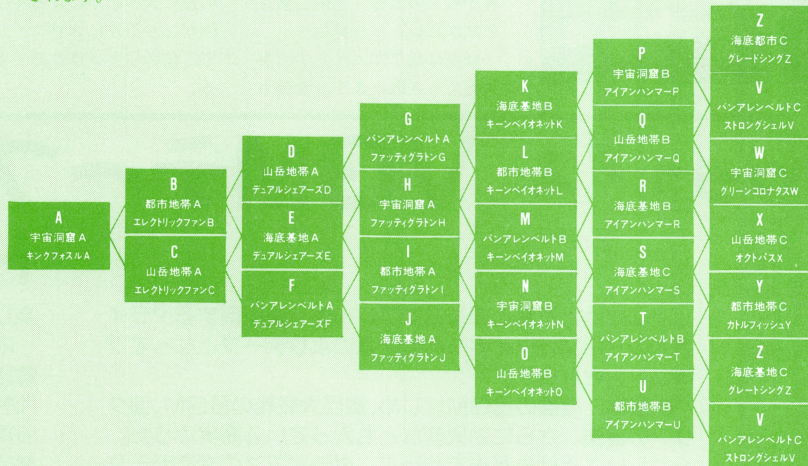 されます。
A
宇宙洞窟A
キングフォスルA
B
都市地帯A
エレクトリックファンB
C
山岳地帯A
エレクトリックファンC
D
山岳地帯A
デュアルシェアーズD
E
海底基地A
デュアルシェアーズE
F
バンアレンベルトA
デュアルシェアーズF
G
バンアレンベルトA
ファッティグラトンG
H
宇宙洞窟A
ファッティグラトンH
I
都市地帯A
ファッティグラトンI
J
海底基地A
ファッティグラトンJ
K
海底基地B
キーンベイオネットK
L
都市地帯B
キーンベイオネットL
M
バンアレンベルトB
キーンベイオネットM
N
宇宙洞窟B
キーンベイオネットN
O
山岳地帯B
キーンベイオネットO
P
宇宙洞窟B
アイアンハンマーP
Q
山岳地帯B
アイアンハンマーQ
R
海底基地B
アイアンハンマーR
S
海底基地C
アイアンハンマーS
T
バンアレンベルトB
アイアンハンマーT
U
都市地帯B
アイアンハンマーU
Z
海底都市C
グレートシングZ
V
バンアレンベルトC
ストロングシェルV
W
宇宙洞窟C
グリーンコロナタスW
X
山岳地帯C
オクトパスX
Y
都市地帯C
カトルフィッシュY
Z
海底基地C
グレートシングZ
V
バンアレンベルトC
ストロングシェルV